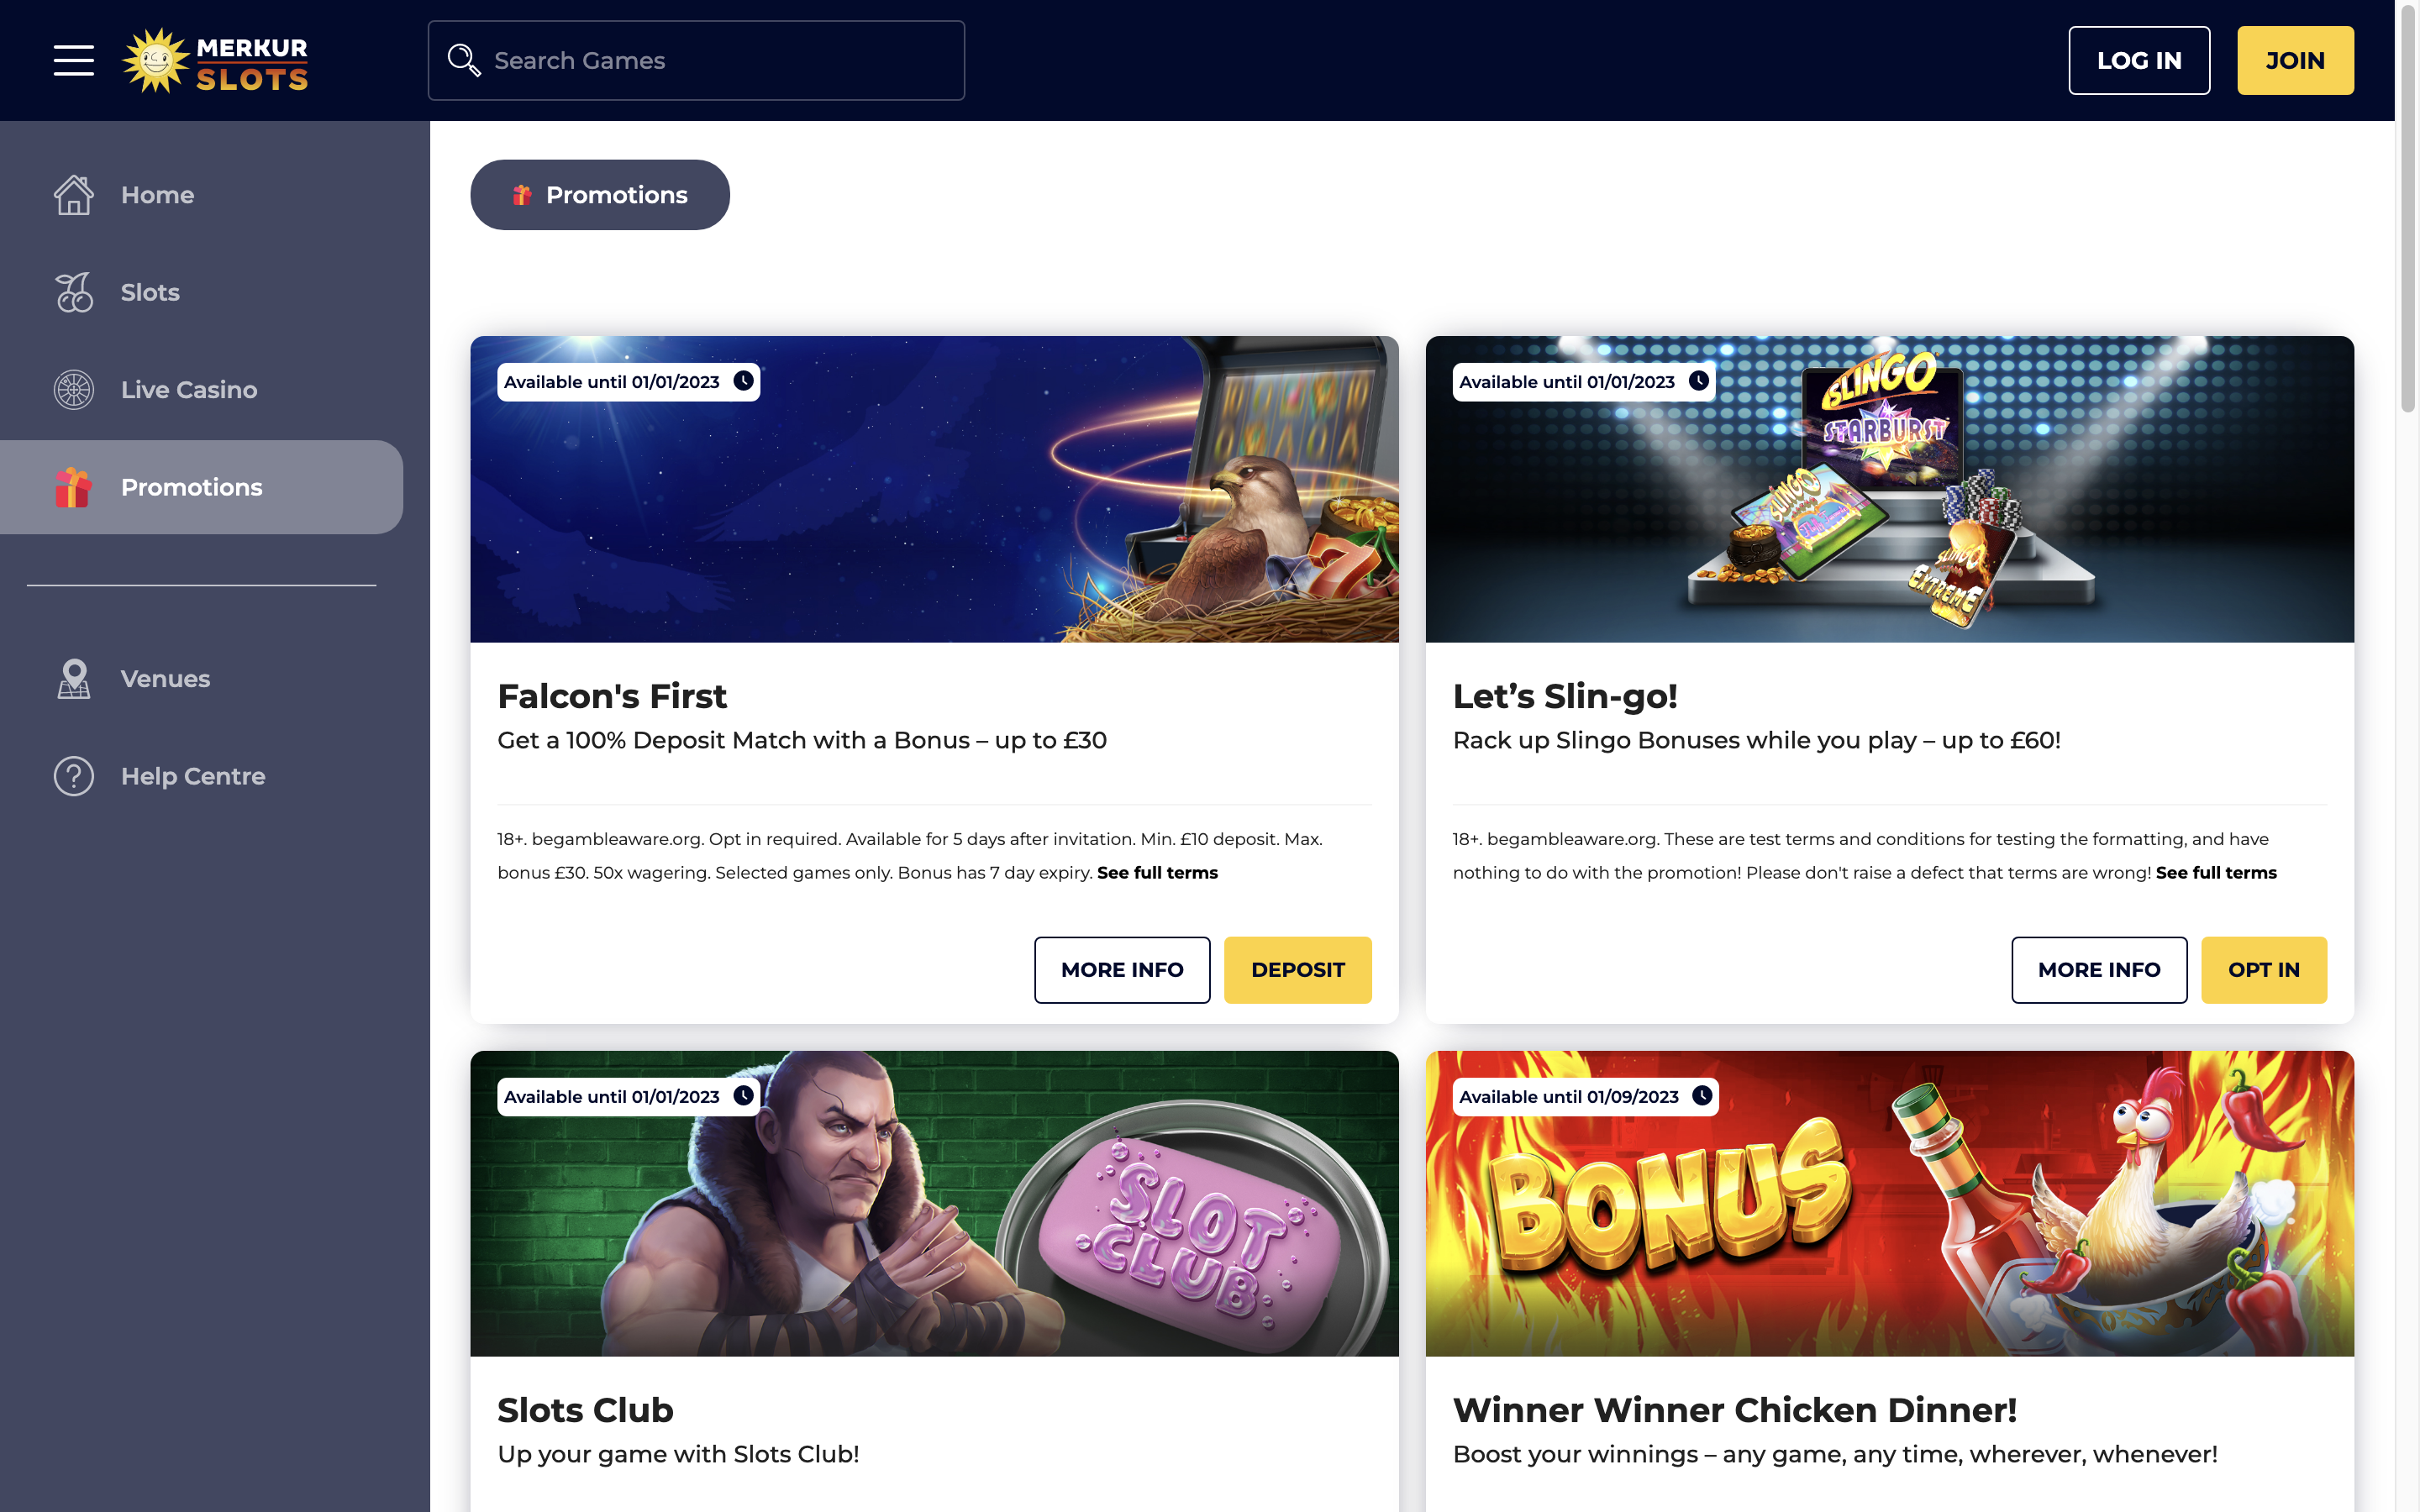 MERKUR
SLOTS
Search Games
LOG IN
JOIN
Home
Slots
Live Casino
Promotions
Venues
Help Centre
Promotions
Available until 01/01/2023
Falcon's First
Get a 100% Deposit Match with a Bonus – up to £30
18+. begambleaware.org. Opt in required. Available for 5 days after invitation. Min. £10 deposit. Max.
bonus £30. 50x wagering. Selected games only. Bonus has 7 day expiry. See full terms
MORE INFO
DEPOSIT
Available until 01/01/2023
SLINGO
STARBURST
SLINGO
SLINGO
EXTREME
Let’s Slin-go!
Rack up Slingo Bonuses while you play – up to £60!
18+. begambleaware.org. These are test terms and conditions for testing the formatting, and have
nothing to do with the promotion! Please don't raise a defect that terms are wrong! See full terms
MORE INFO
OPT IN
Available until 01/01/2023
SLOT
CLUB
Slots Club
Up your game with Slots Club!
Available until 01/09/2023
BONUS
Winner Winner Chicken Dinner!
Boost your winnings – any game, any time, wherever, whenever!